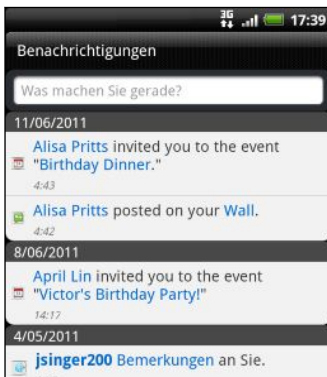 3G 17:39
Benachrichtigungen
Was machen Sie gerade?
11/06/2011
Alisa Pritts invited you to the event
"Birthday Dinner."
4:43
Alisa Pritts posted on your Wall.
4:42
8/06/2011
April Lin invited you to the event
"Victor's Birthday Party!"
14:17
4/05/2011
jsinger200 Bemerkungen an Sie.